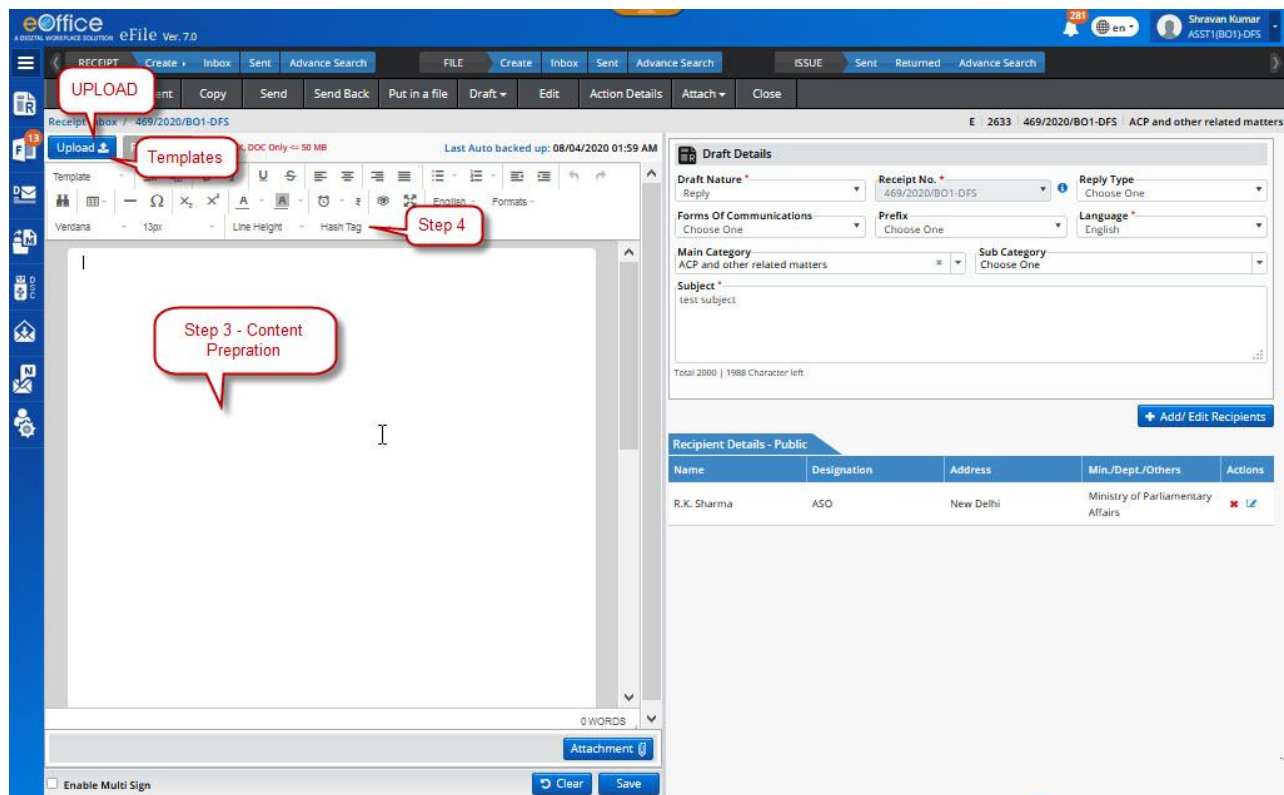 eOffice
A DIGITAL WORKPLACE SOLUTION eFile Ver. 7.0
281
en
Shravan Kumar
ASST1(BO1)-DFS
RECEIPT Create Inbox Sent Advance Search FILE Create Inbox Sent Advance Search ISSUE Sent Returned Advance Search
UPLOAD
Copy Send Send Back Put in a file Draft Edit Action Details Attach Close
Receipt Inbox / 469/2020/BO1-DFS
E 2633 469/2020/BO1-DFS ACP and other related matters
13
Upload
Templates
DOC Only <= 50 MB
Last Auto backed up: 08/04/2020 01:59 AM
Template
English Formats
Verdana 13px Line Height Hash Tag
Step 4
Step 3 - Content
Prepration
DSC
N
0 WORDS
Attachment
Enable Multi Sign
Clear
Save
Draft Details
Draft Nature * Receipt No. * Reply Type
Reply 469/2020/BO1-DFS Choose One
Forms Of Communications Prefix Language *
Choose One Choose One English
Main Category Sub Category
ACP and other related matters Choose One
Subject *
test subject
Total 2000 | 1988 Character left
+ Add/ Edit Recipients
Recipient Details - Public
Name Designation Address Min./Dept./Others Actions
R.K. Sharma ASO New Delhi Ministry of Parliamentary
Affairs